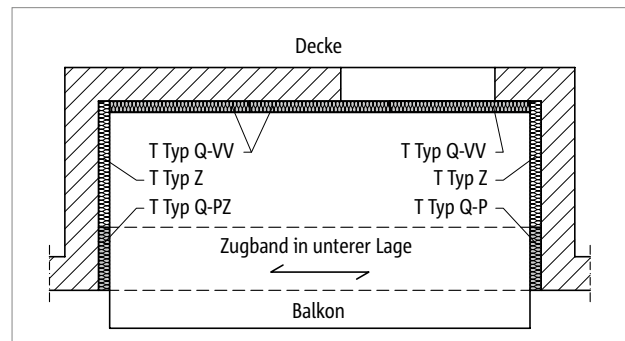 Decke
T Typ Q-VV
T Typ Q-VV
T Typ Z
T Typ Z
T Typ Q-PZ
T Typ Q-P
Zugband in unterer Lage
Balkon